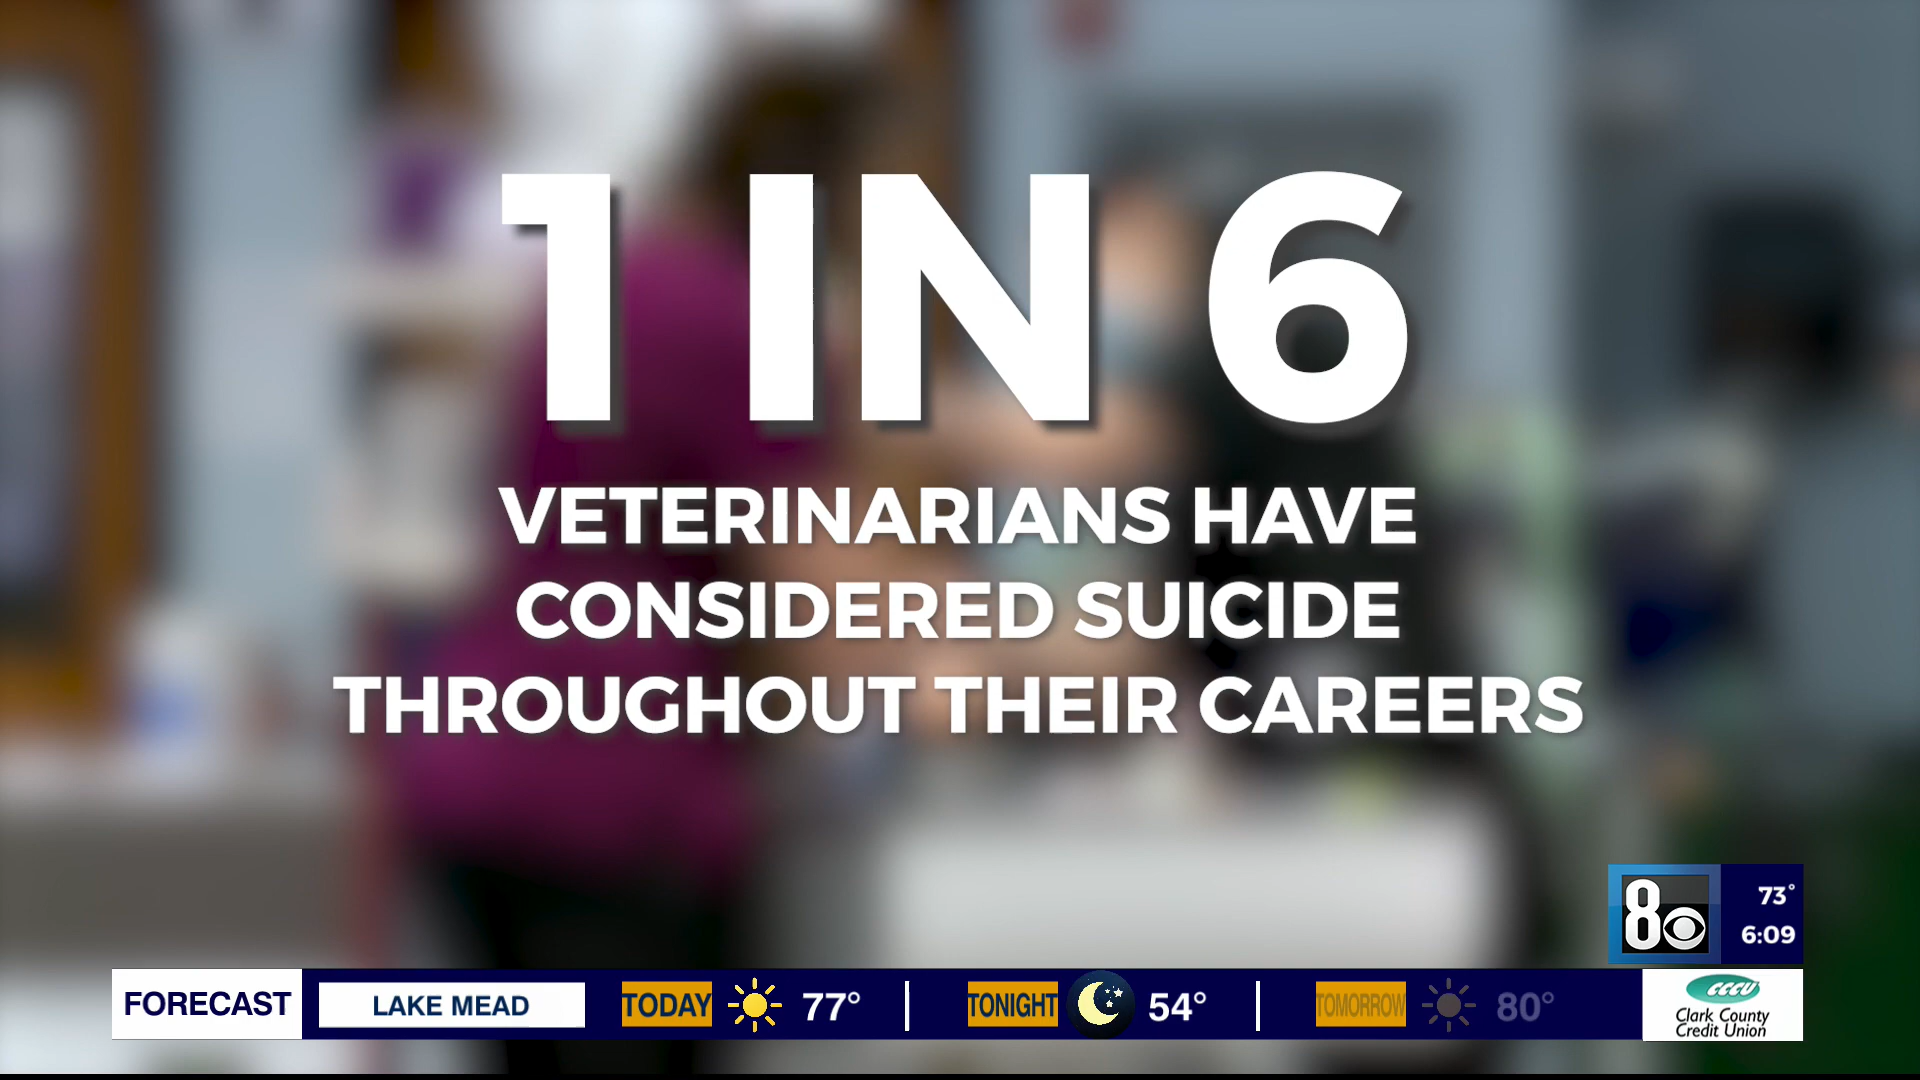 1 IN 6
VETERINARIANS HAVE
CONSIDERED SUICIDE
THROUGHOUT THEIR CAREERS
8
73°
6:09
FORECAST
LAKE MEAD
TODAY
77°
TONIGHT
54°
TOMORROW
80°
CCCU
Clark County
Credit Union